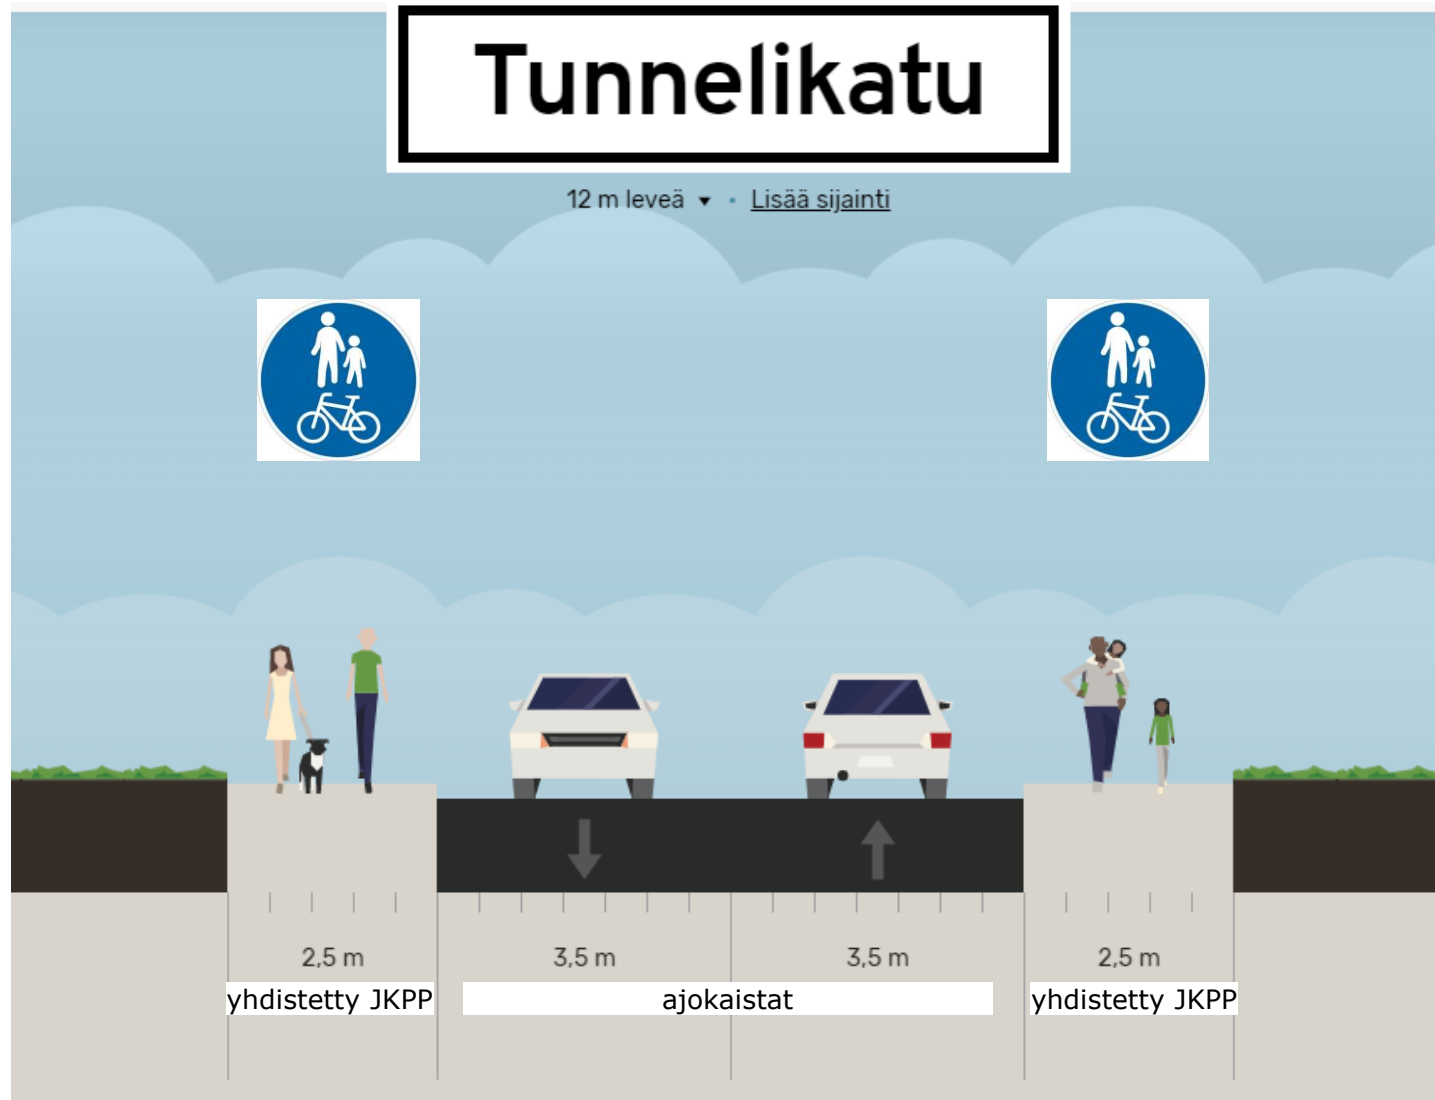 Tunnelikatu
12 m leveä ▾ • Lisää sijainti
2,5 m
3,5 m
3,5 m
2,5 m
yhdistetty JKPP
ajokaistat
yhdistetty JKPP